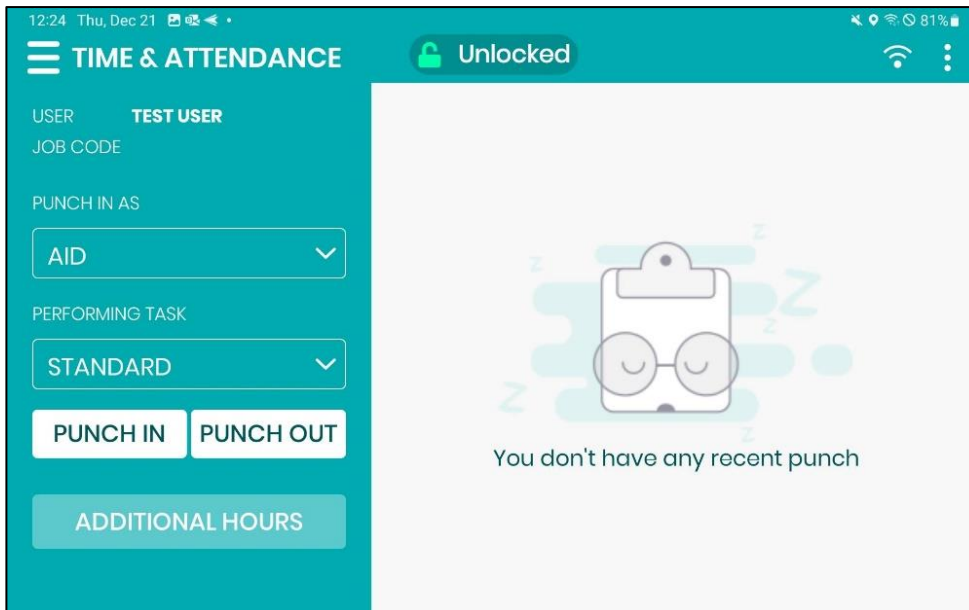 12:24 Thu, Dec 21 81%
TIME & ATTENDANCE
Unlocked
USER TEST USER
JOB CODE
PUNCH IN AS
AID
PERFORMING TASK
STANDARD
PUNCH IN PUNCH OUT
ADDITIONAL HOURS
Z
Z
Z
Z
Z
Z
You don't have any recent punch